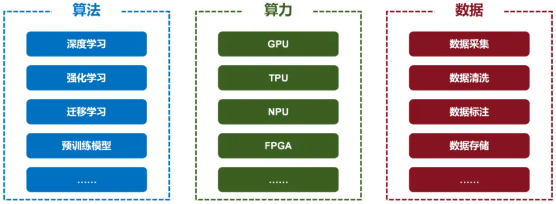 算法
深度学习
强化学习
迁移学习
预训练模型
……
算力
GPU
TPU
NPU
FPGA
……
数据
数据采集
数据清洗
数据标注
数据存储
……